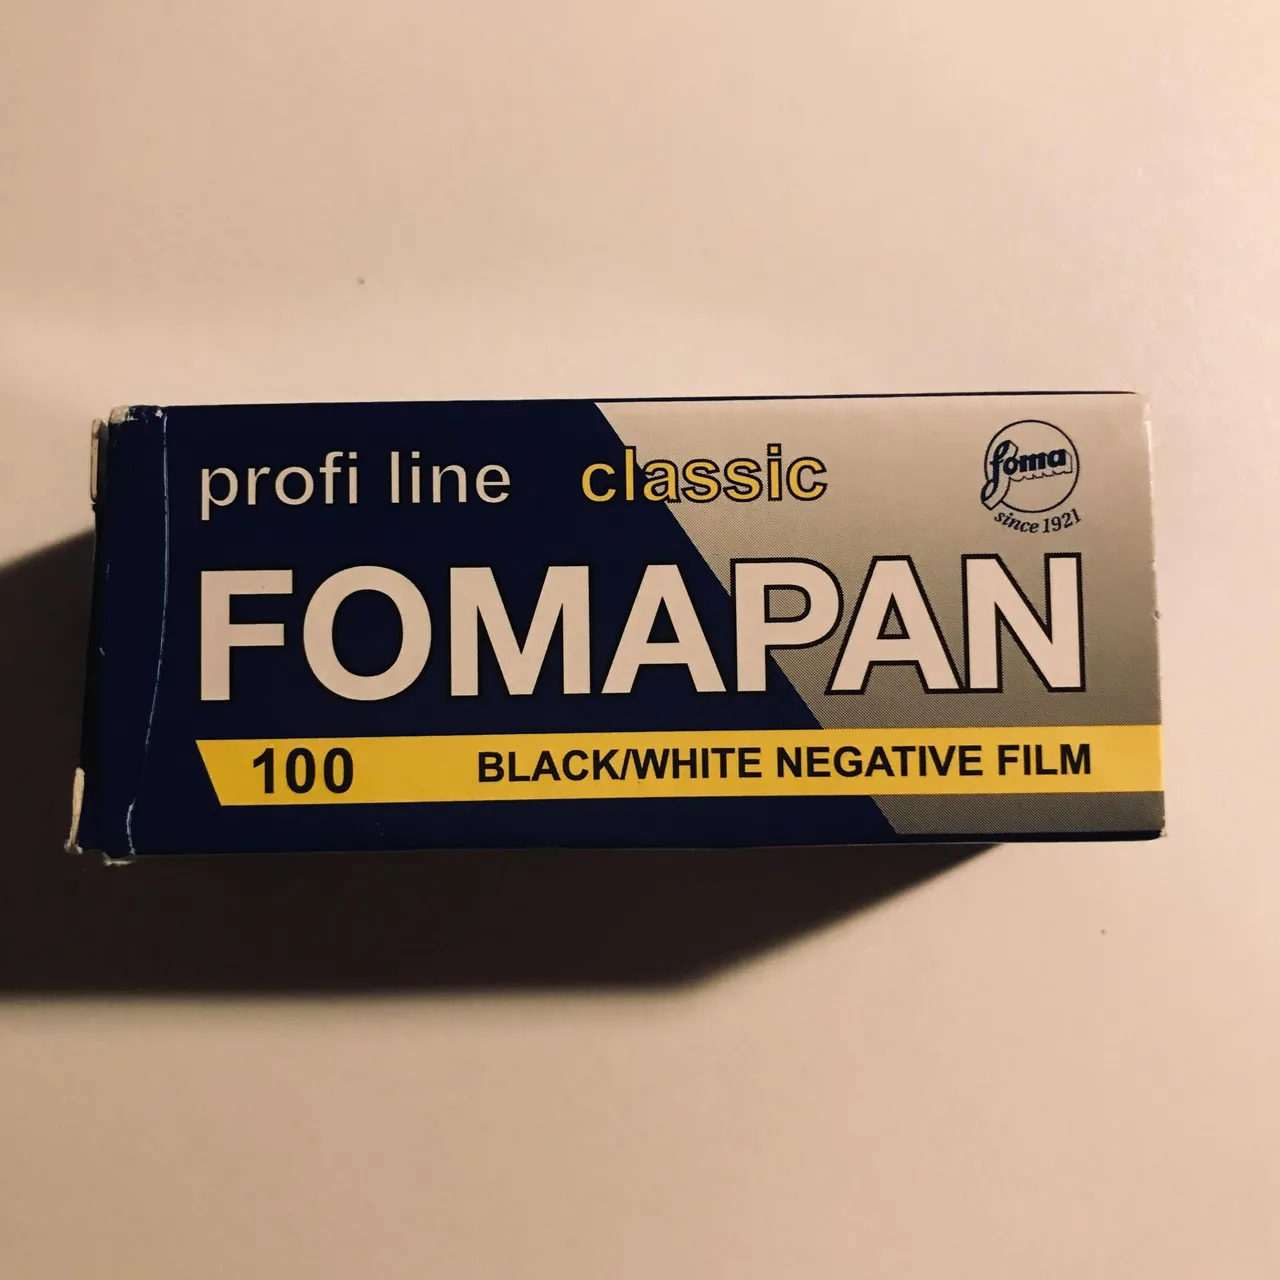 profi line classic
foma
since 1921
FOMAPAN
100 BLACK/WHITE NEGATIVE FILM